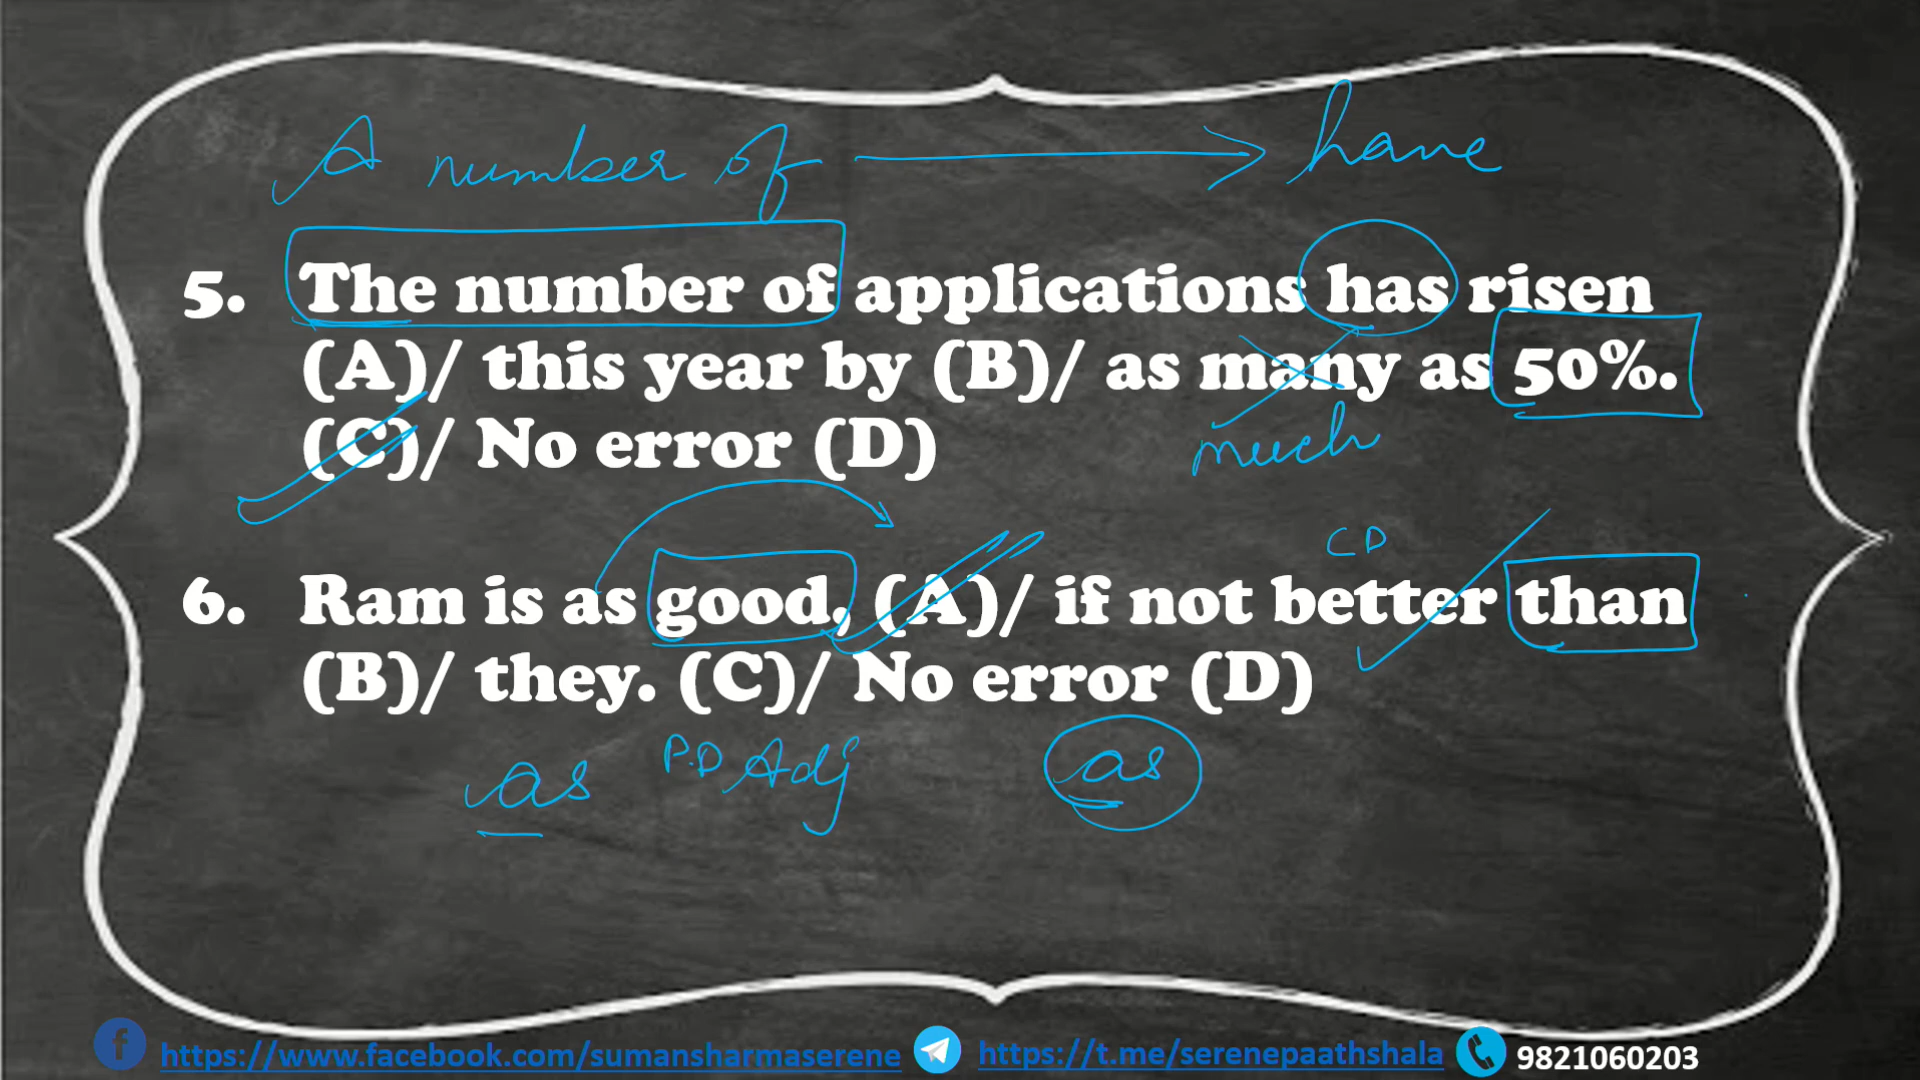 A number of have
5. The number of applications has risen
(A)/ this year by (B)/ as many as 50%.
(C)/ No error (D)
much
CD
6. Ram is as good, (A)/ if not better than
(B)/ they. (C)/ No error (D)
as P.D Adj as
https://www.facebook.com/sumansharmaserene https://t.me/serenepaathshala 9821060203